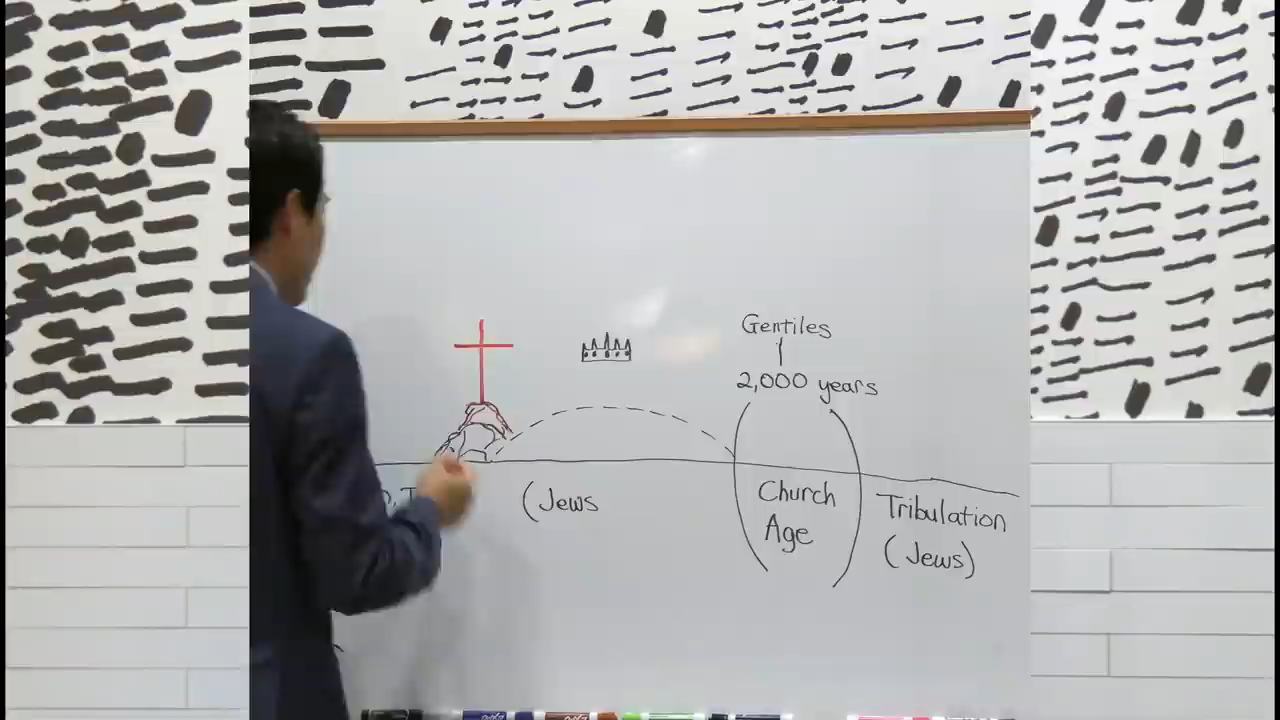 Gentiles
2,000 years
(Jews
Church
Age
Tribulation
(Jews)